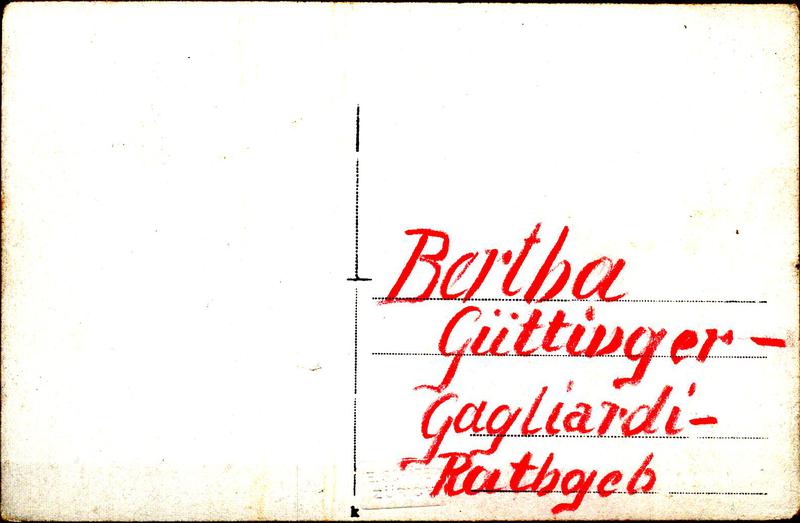 Bertha
Güttinger-
Gagliardi-
Rathgeb
k